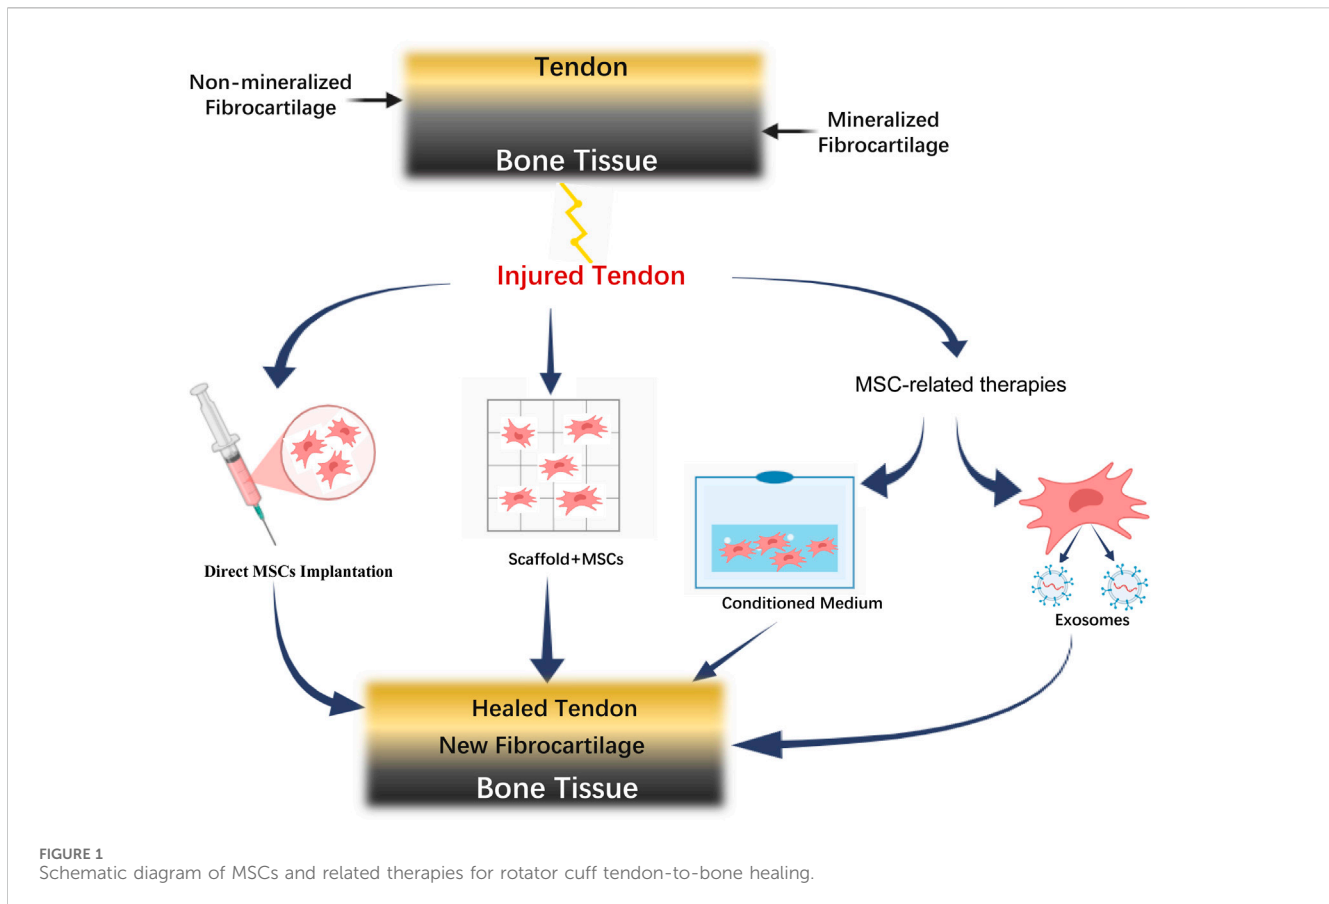 Tendon
Non-mineralized
Fibrocartilage
Mineralized
Fibrocartilage
Bone Tissue
Injured Tendon
MSC-related therapies
Direct MSCs Implantation
Scaffold+MSCs
Conditioned Medium
Exosomes
Healed Tendon
New Fibrocartilage
Bone Tissue
FIGURE 1
Schematic diagram of MSCs and related therapies for rotator cuff tendon-to-bone healing.